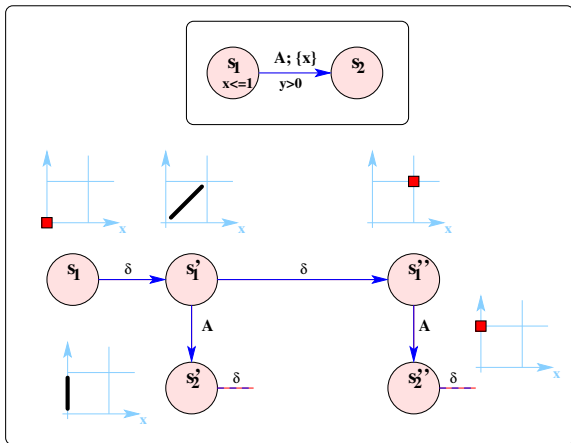 s1 A; {x} s2
x<=1 y>0
x x x
s1 δ s1' δ s1''
A A
x
s2' δ s2'' δ
x